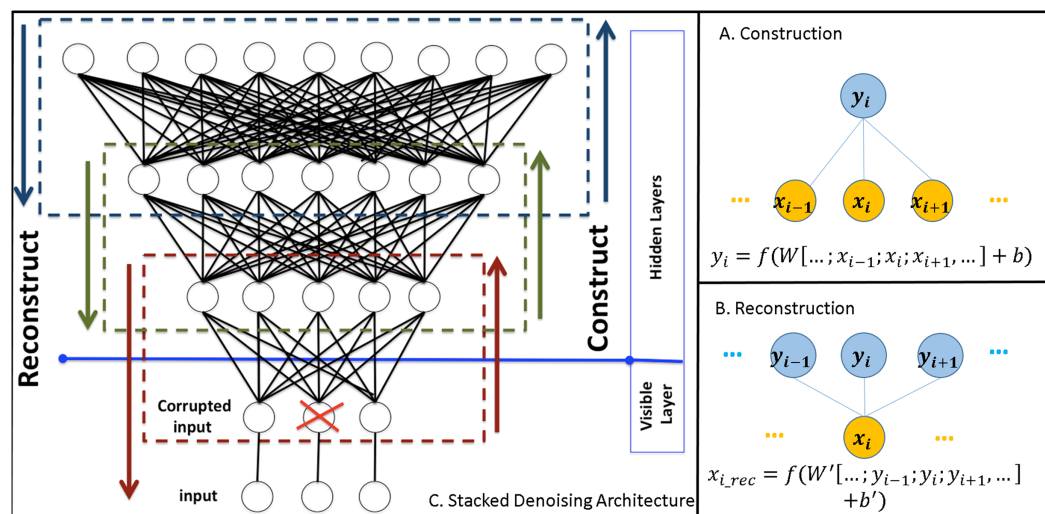 Reconstruct
Construct
Hidden Layers
Visible
Layer
Corrupted
input
input
C. Stacked Denoising Architecture
A. Construction
y_i
... x_{i-1} x_i x_{i+1} ...
y_i = f(W[...; x_{i-1}; x_i; x_{i+1}, ...] + b)
B. Reconstruction
... y_{i-1} y_i y_{i+1} ...
... x_i ...
x_{i_rec} = f(W'[...; y_{i-1}; y_i; y_{i+1}, ...]
+b')